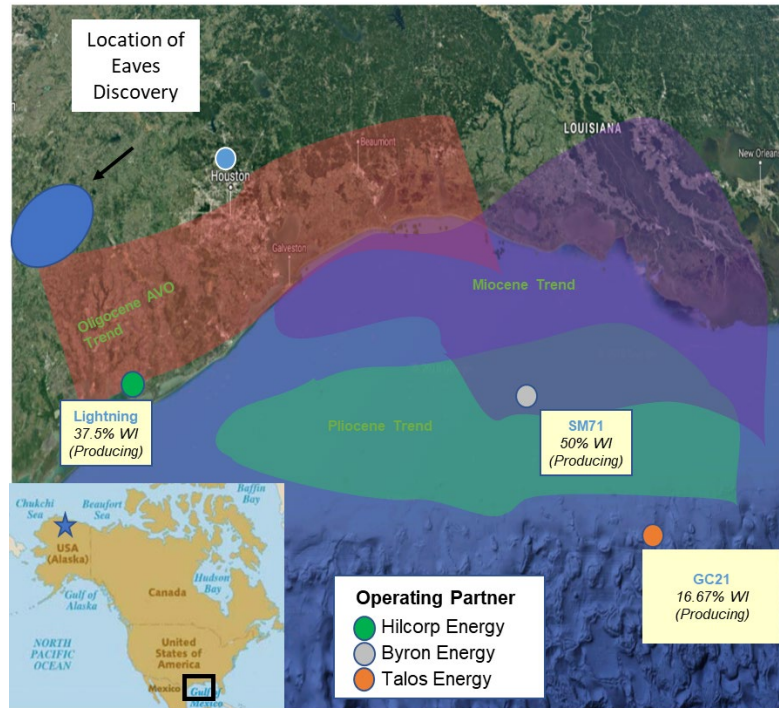 Location of
Eaves
Discovery
Beaumont
LOUISIANA
New Orleans
Houston
Galveston
Oligocene AVO
Trend
Miocene Trend
Pliocene Trend
Lightning
37.5% WI
(Producing)
SM71
50% WI
(Producing)
GC21
16.67% WI
(Producing)
Chukchi
Sea
Beaufort
Sea
Baffin
Bay
USA
(Alaska)
Gulf of
Alaska
Canada
Hudson
Bay
NORTH
PACIFIC
OCEAN
United
States of
America
Mexico
Gulf of
Mexico
Operating Partner
Hilcorp Energy
Byron Energy
Talos Energy